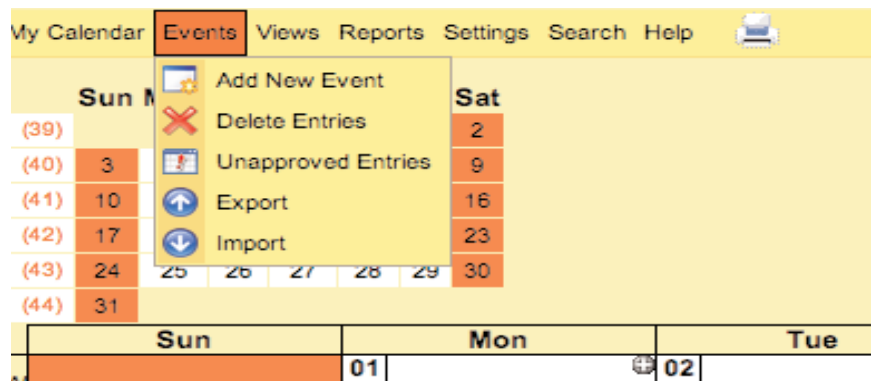 My Calendar Events Views Reports Settings Search Help
Add New Event
Sun Sat
(39) Delete Entries 2
(40) 3 Unapproved Entries 9
(41) 10 Export 16
(42) 17 Import 23
(43) 24 25 26 27 28 29 30
(44) 31
Sun Mon Tue
01 02